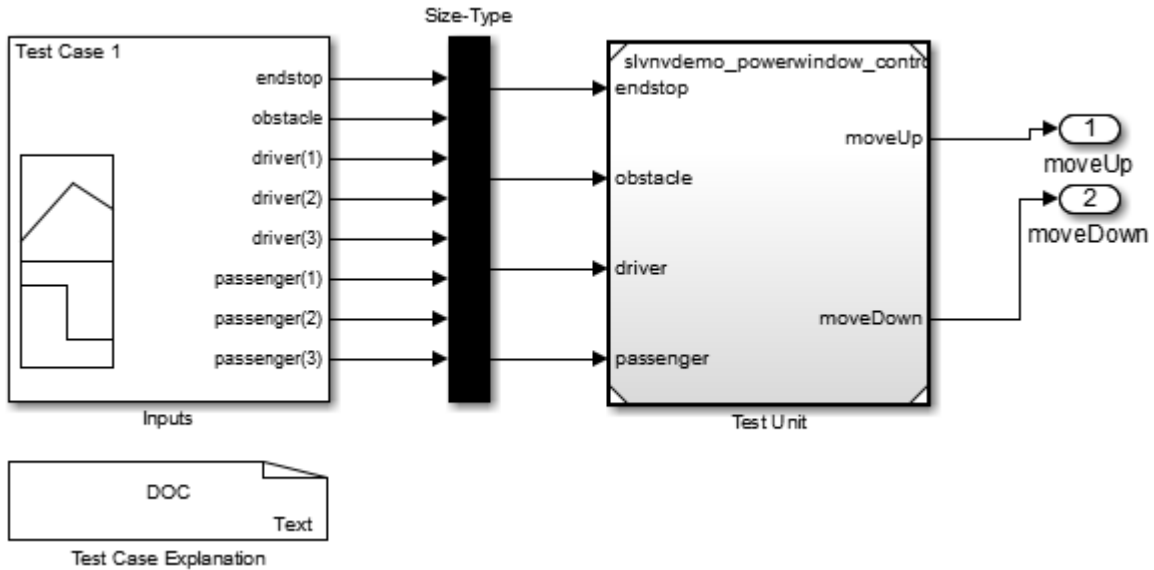 Size-Type
Test Case 1
endstop
obstacle
driver(1)
driver(2)
driver(3)
passenger(1)
passenger(2)
passenger(3)
Inputs
slvnvdemo_powerwindow_contro
endstop
obstacle
driver
passenger
moveUp
moveDown
Test Unit
1
moveUp
2
moveDown
DOC
Text
Test Case Explanation